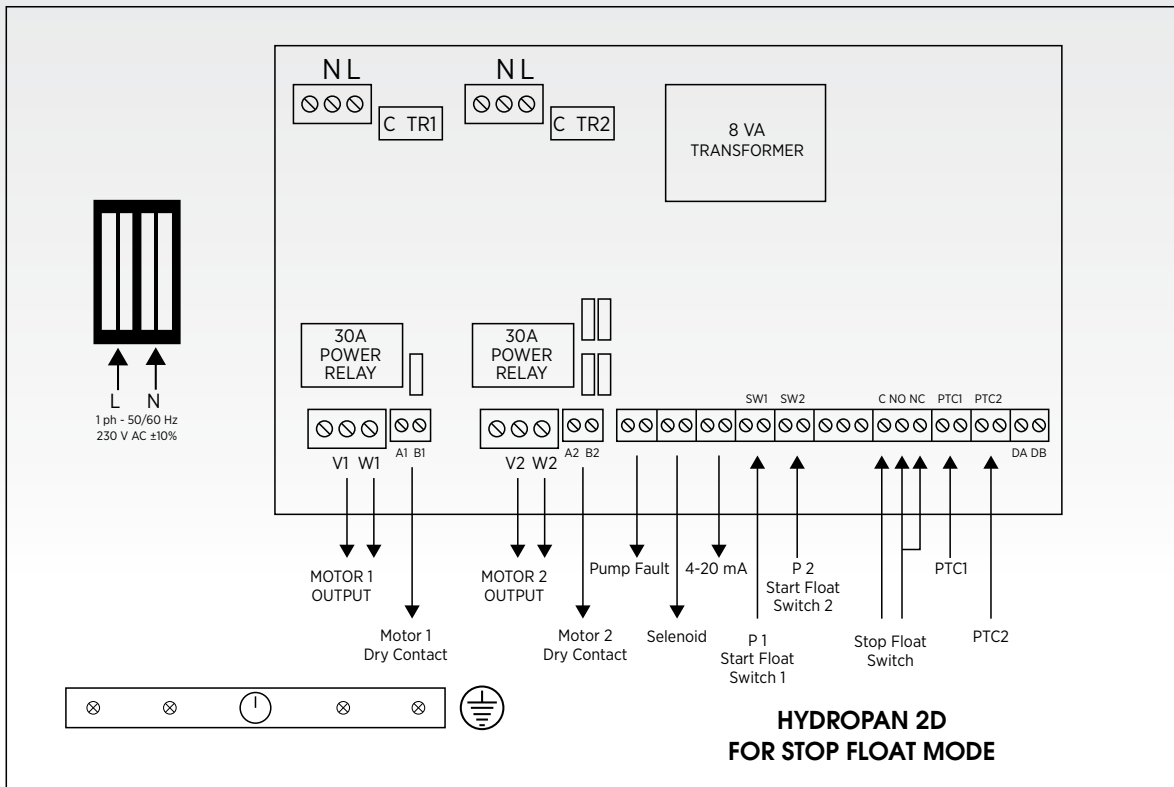 N L
N L
C TR1
C TR2
8 VA
TRANSFORMER
L N
1 ph - 50/60 Hz
230 V AC ±10%
30A
POWER
RELAY
30A
POWER
RELAY
SW1 SW2 C NO NC PTC1 PTC2
V1 W1 A1 B1 V2 W2 A2 B2 DA DB
MOTOR 1
OUTPUT
Motor 1
Dry Contact
MOTOR 2
OUTPUT
Motor 2
Dry Contact
Pump Fault
Selenoid
4-20 mA
P 1
Start Float
Switch 1
P 2
Start Float
Switch 2
Stop Float
Switch
PTC1
PTC2
HYDROPAN 2D
FOR STOP FLOAT MODE